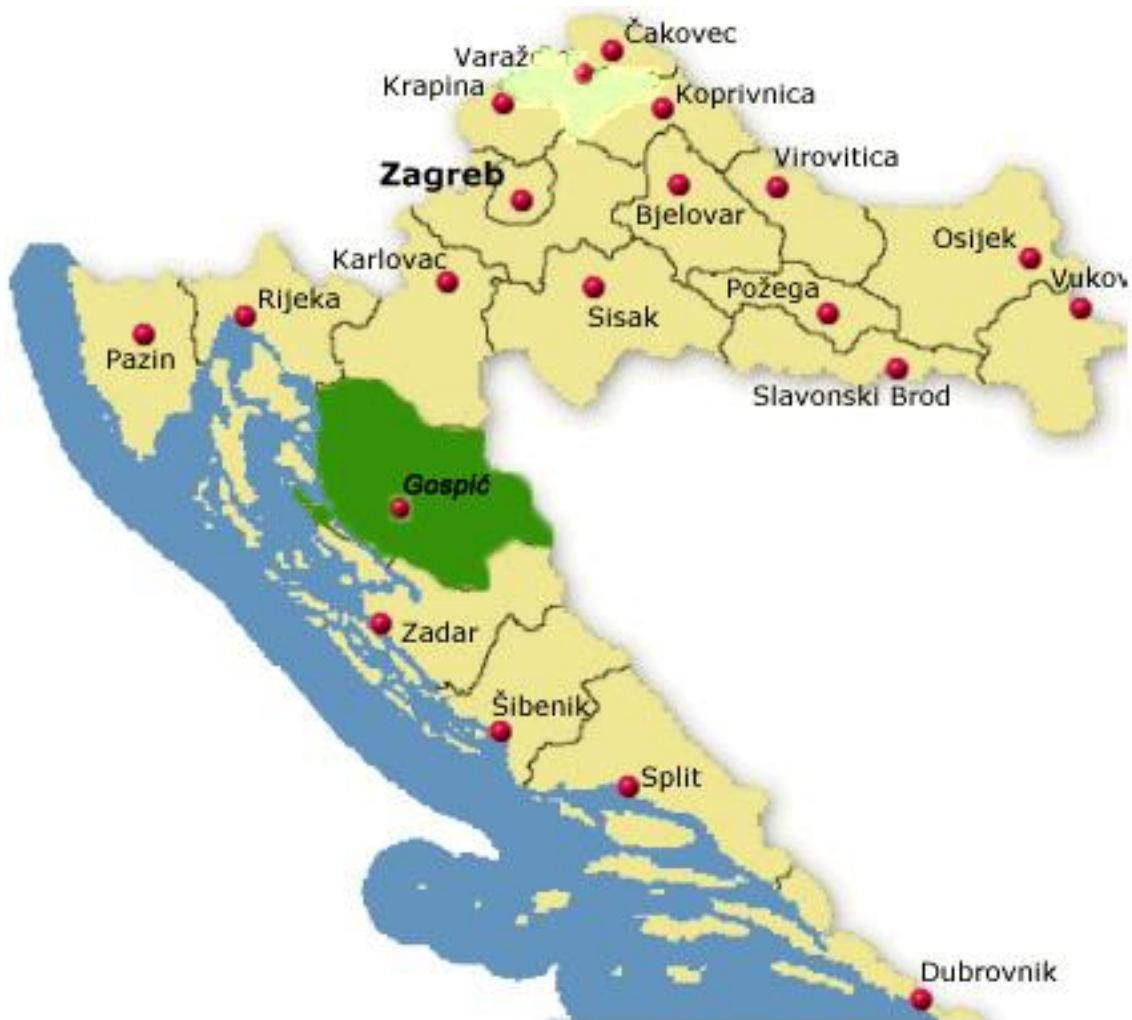 Čakovec
Krapina
Koprivnica
Virovitica
Zagreb
Bjelovar
Osijek
Karlovac
Rijeka
Požega
Sisak
Pazin
Slavonski Brod
Gospić
Zadar
Šibenik
Split
Dubrovnik